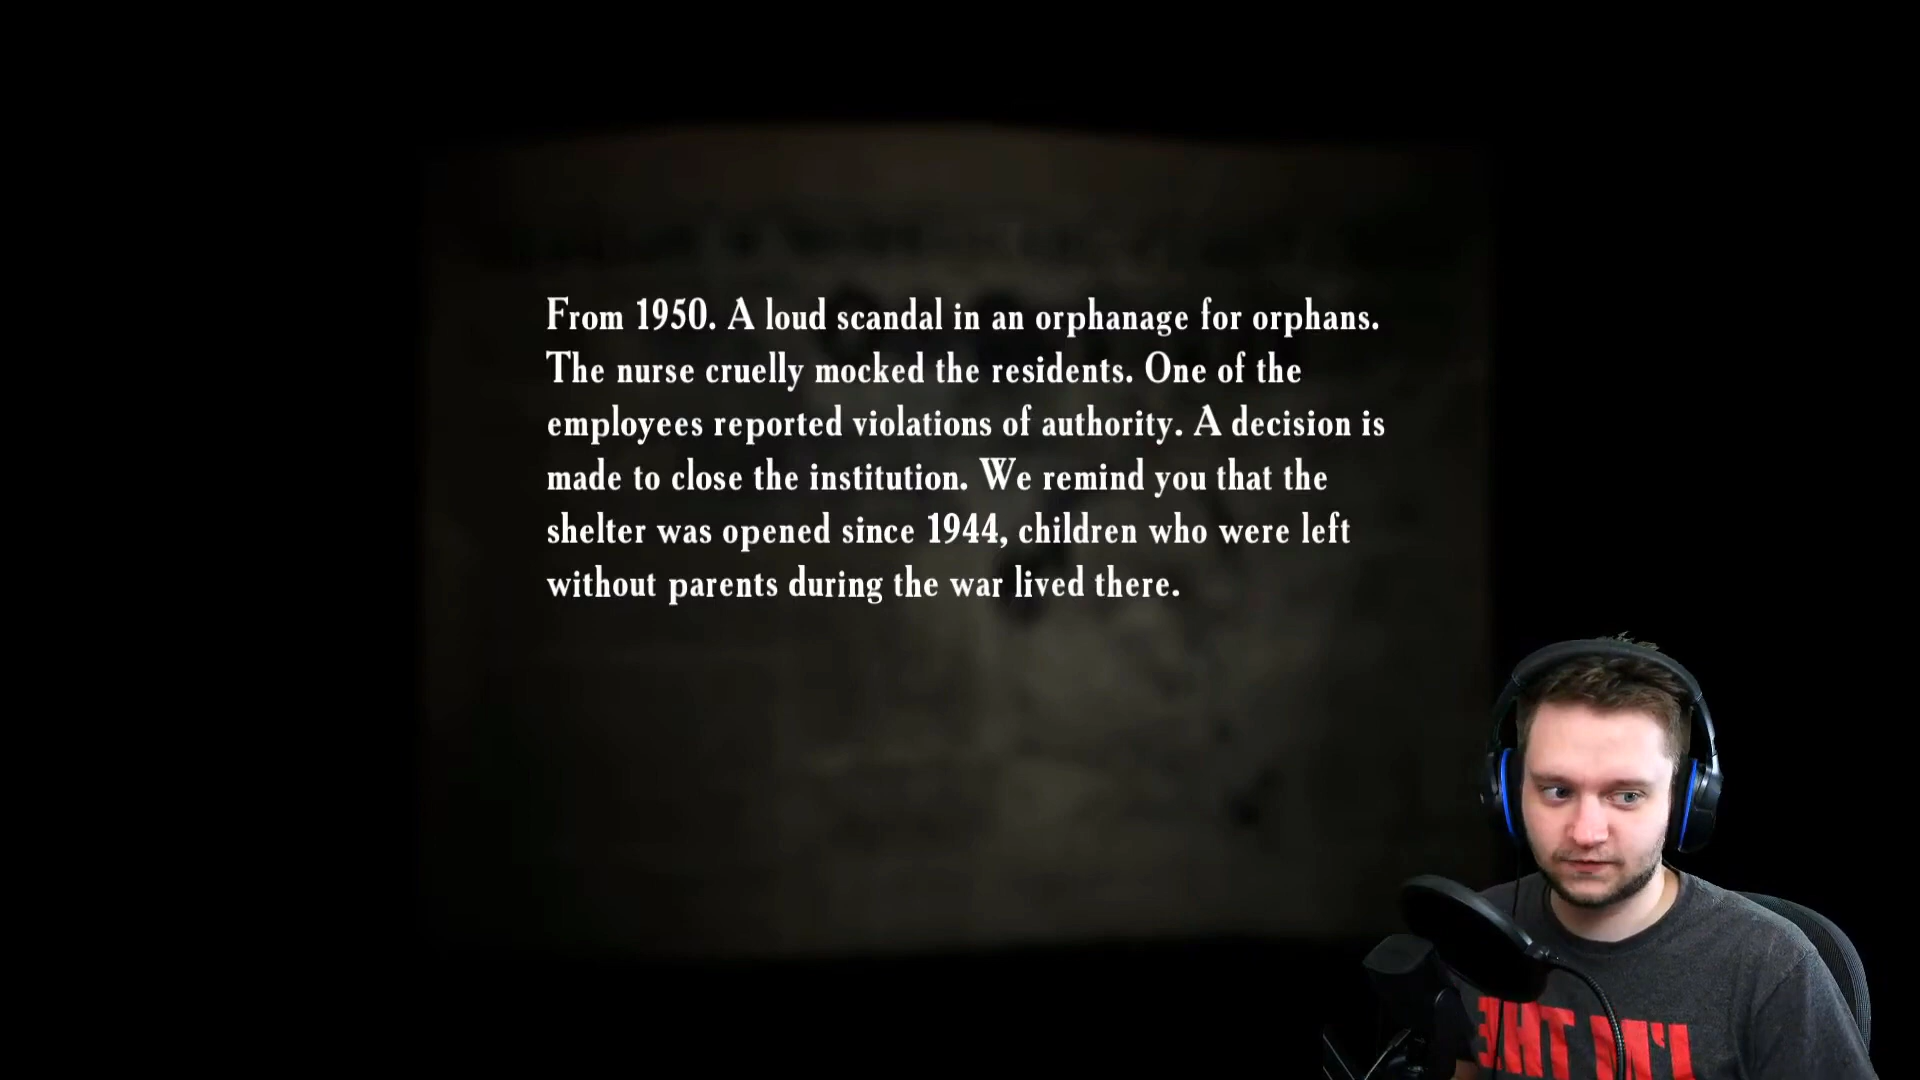 From 1950. A loud scandal in an orphanage for orphans.
The nurse cruelly mocked the residents. One of the
employees reported violations of authority. A decision is
made to close the institution. We remind you that the
shelter was opened since 1944, children who were left
without parents during the war lived there.
I'M THE